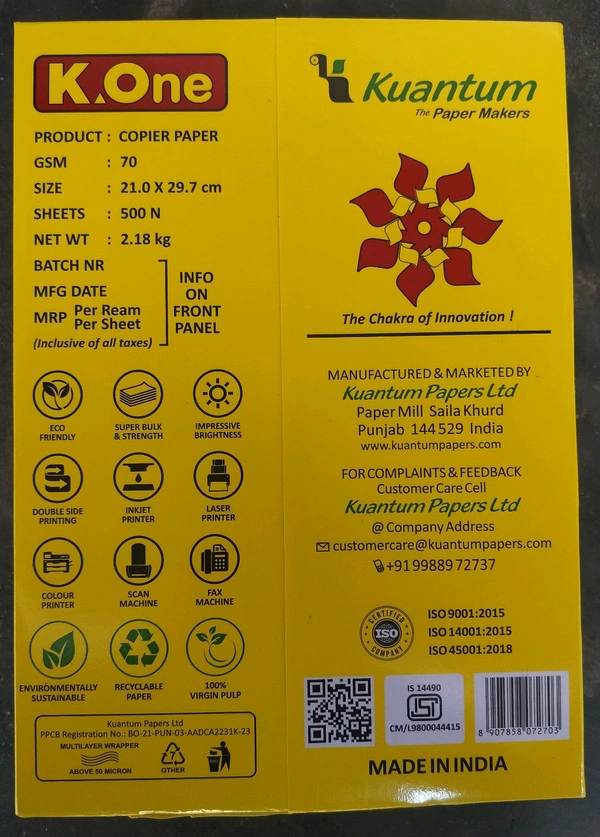 K.One
PRODUCT : COPIER PAPER
GSM : 70
SIZE : 21.0 X 29.7 cm
SHEETS : 500 N
NET WT : 2.18 kg
BATCH NR
MFG DATE
MRP Per Ream
Per Sheet
(Inclusive of all taxes)
INFO
ON
FRONT
PANEL
ECO
FRIENDLY
SUPER BULK
& STRENGTH
IMPRESSIVE
BRIGHTNESS
DOUBLE SIDE
PRINTING
INKJET
PRINTER
LASER
PRINTER
COLOUR
PRINTER
SCAN
MACHINE
FAX
MACHINE
ENVIRONMENTALLY
SUSTAINABLE
RECYCLABLE
PAPER
100%
VIRGIN PULP
Kuantum Papers Ltd
PPCB Registration No.: BO-21-PUN-03-AADCA2231K-23
MULTILAYER WRAPPER
ABOVE 50 MICRON
7
OTHER
Kuantum
The Paper Makers
The Chakra of Innovation !
MANUFACTURED & MARKETED BY
Kuantum Papers Ltd
Paper Mill Saila Khurd
Punjab 144 529 India
www.kuantumpapers.com
FOR COMPLAINTS & FEEDBACK
Customer Care Cell
Kuantum Papers Ltd
@ Company Address
customercare@kuantumpapers.com
+91 99889 72737
CERTIFIED
ISO
COMPANY
ISO 9001:2015
ISO 14001:2015
ISO 45001:2018
IS 14490
CM/L9800044415
8 907858 072703
MADE IN INDIA